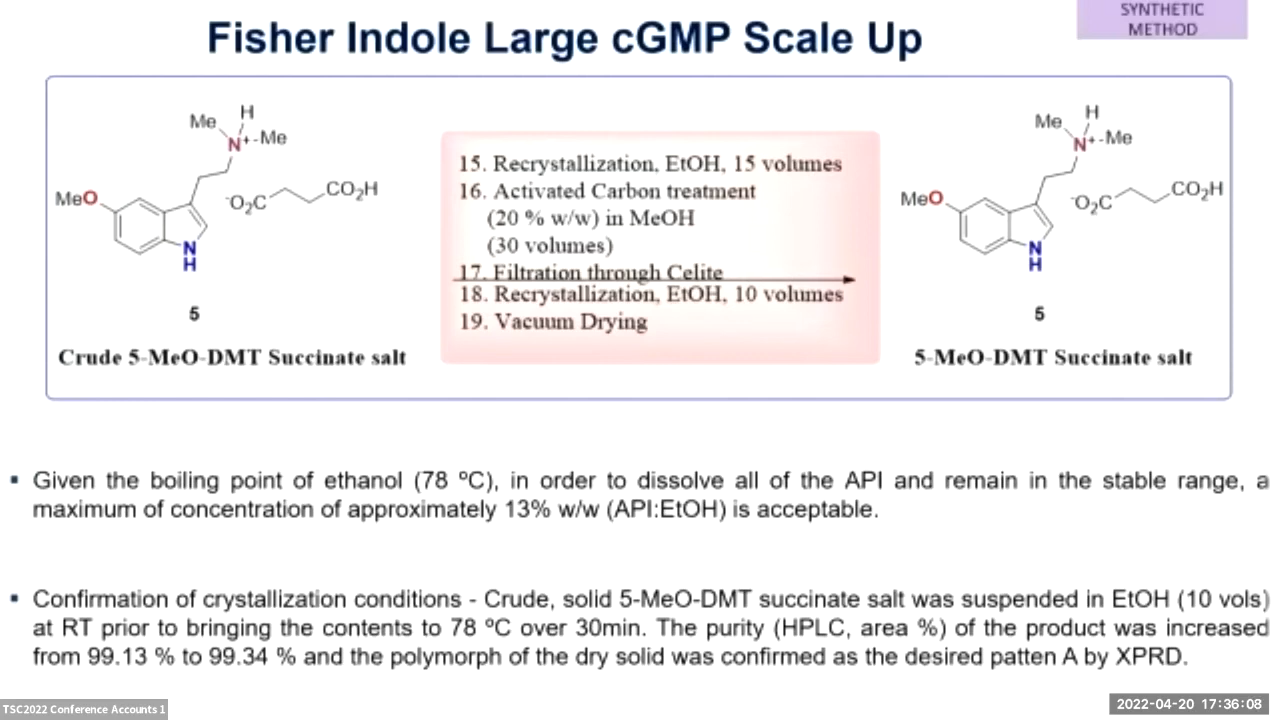 SYNTHETIC
METHOD
Fisher Indole Large cGMP Scale Up
H
Me
N+-Me
MeO
-O2C
CO2H
N
H
5
Crude 5-MeO-DMT Succinate salt
15. Recrystallization, EtOH, 15 volumes
16. Activated Carbon treatment
(20 % w/w) in MeOH
(30 volumes)
17. Filtration through Celite
18. Recrystallization, EtOH, 10 volumes
19. Vacuum Drying
H
Me
N+-Me
MeO
-O2C
CO2H
N
H
5
5-MeO-DMT Succinate salt
▪ Given the boiling point of ethanol (78 ºC), in order to dissolve all of the API and remain in the stable range, a
maximum of concentration of approximately 13% w/w (API:EtOH) is acceptable.
▪ Confirmation of crystallization conditions - Crude, solid 5-MeO-DMT succinate salt was suspended in EtOH (10 vols)
at RT prior to bringing the contents to 78 ºC over 30min. The purity (HPLC, area %) of the product was increased
from 99.13 % to 99.34 % and the polymorph of the dry solid was confirmed as the desired patten A by XPRD.
TSC2022 Conference Accounts 1
2022-04-20 17:36:08